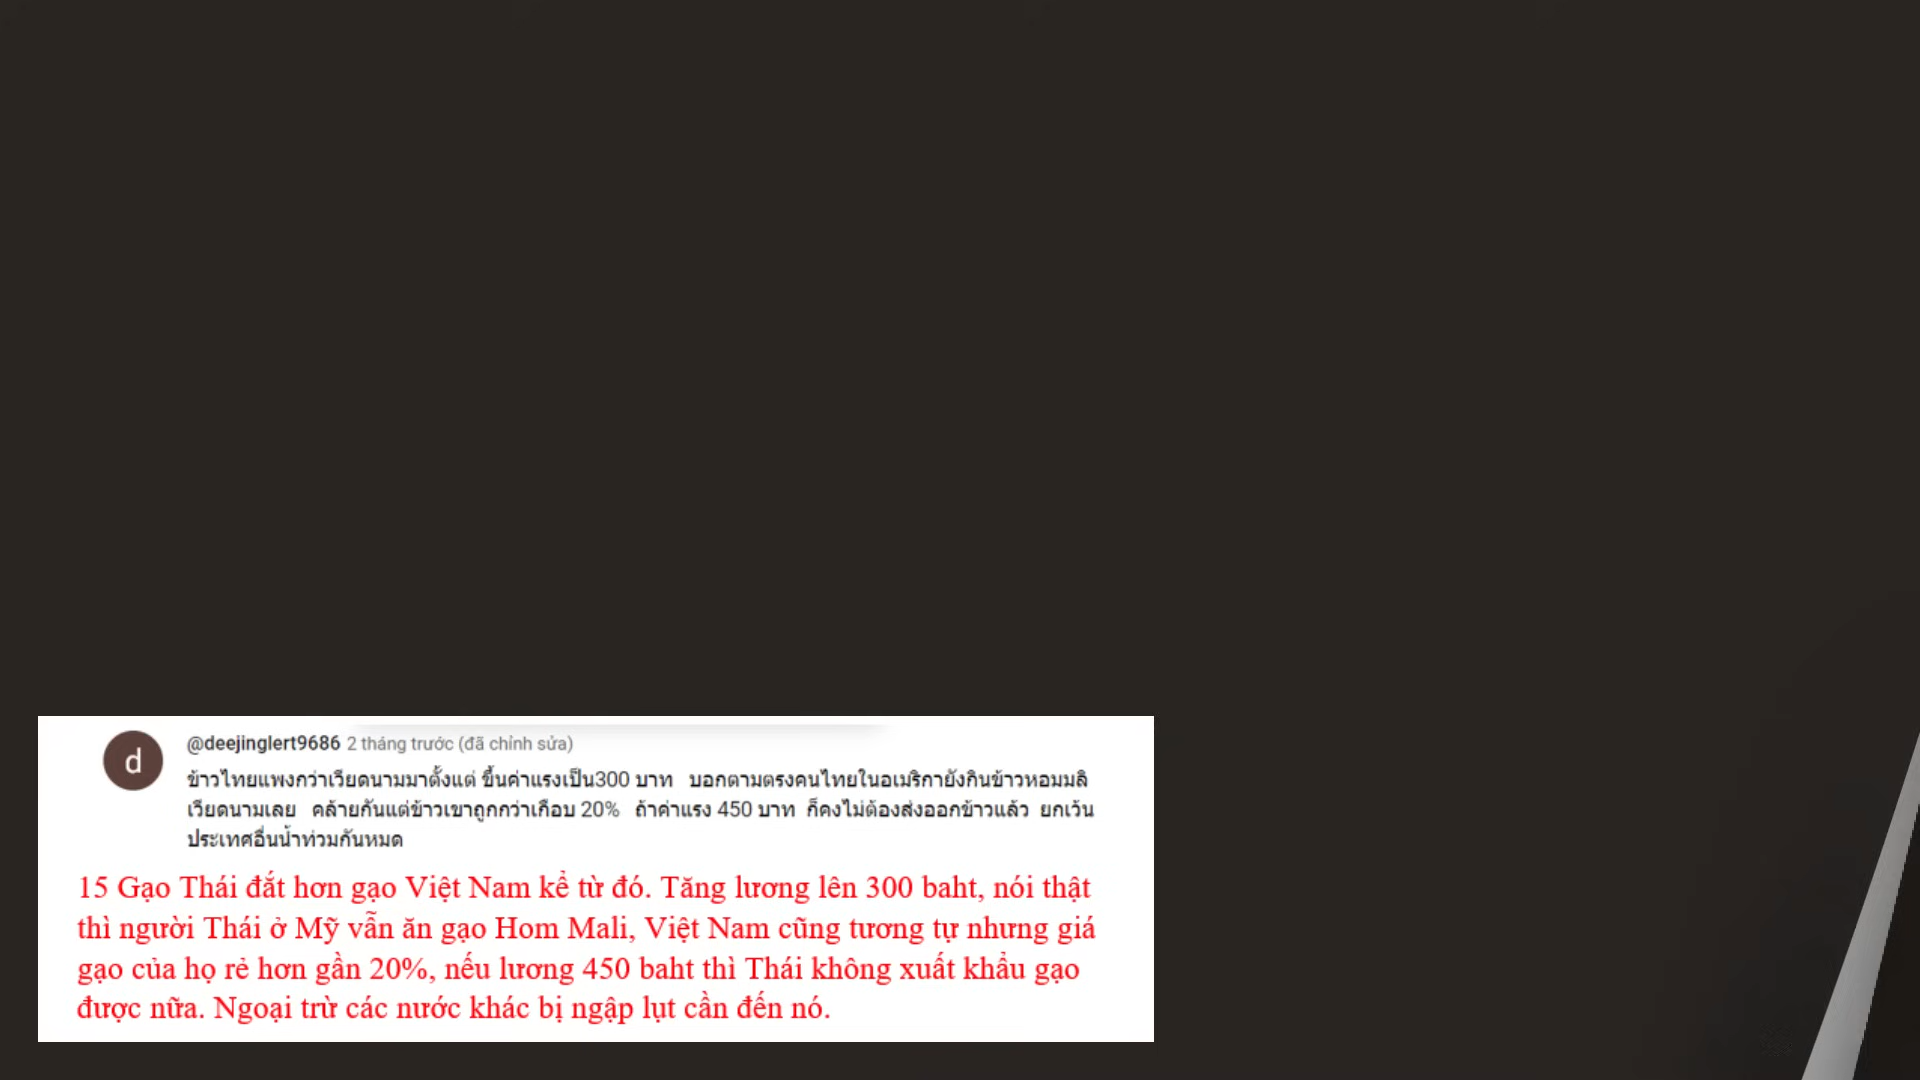 d
@deejinglert9686 2 tháng trước (đã chỉnh sửa)
ข้าวไทยแพงกว่าเวียดนามมาตั้งแต่ ขึ้นค่าแรงเป็น300 บาท บอกตามตรงคนไทยในอเมริกายังกินข้าวหอมมลิ
เวียดนามเลย คล้ายกันแต่ข้าวเขาถูกกว่าเกือบ 20% ถ้าค่าแรง 450 บาท ก็คงไม่ต้องส่งออกข้าวแล้ว ยกเว้น
ประเทศอื่นน้ำท่วมกันหมด
15 Gạo Thái đắt hơn gạo Việt Nam kể từ đó. Tăng lương lên 300 baht, nói thật
thì người Thái ở Mỹ vẫn ăn gạo Hom Mali, Việt Nam cũng tương tự nhưng giá
gạo của họ rẻ hơn gần 20%, nếu lương 450 baht thì Thái không xuất khẩu gạo
được nữa. Ngoại trừ các nước khác bị ngập lụt cần đến nó.